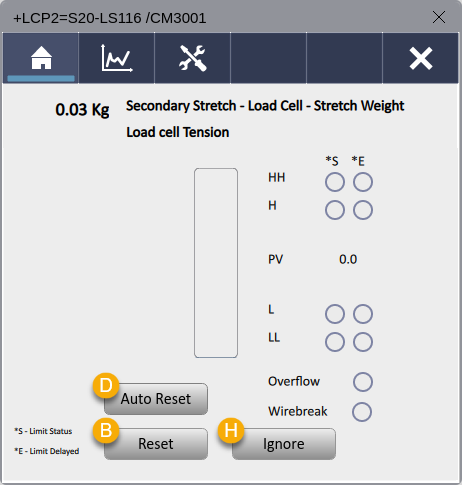 +LCP2=S20-LS116 /CM3001
0.03 Kg
Secondary Stretch - Load Cell - Stretch Weight
Load cell Tension
*S *E
HH
H
PV 0.0
L
LL
Overflow
D
Auto Reset
Wirebreak
*S - Limit Status
*E - Limit Delayed
B
Reset
H
Ignore